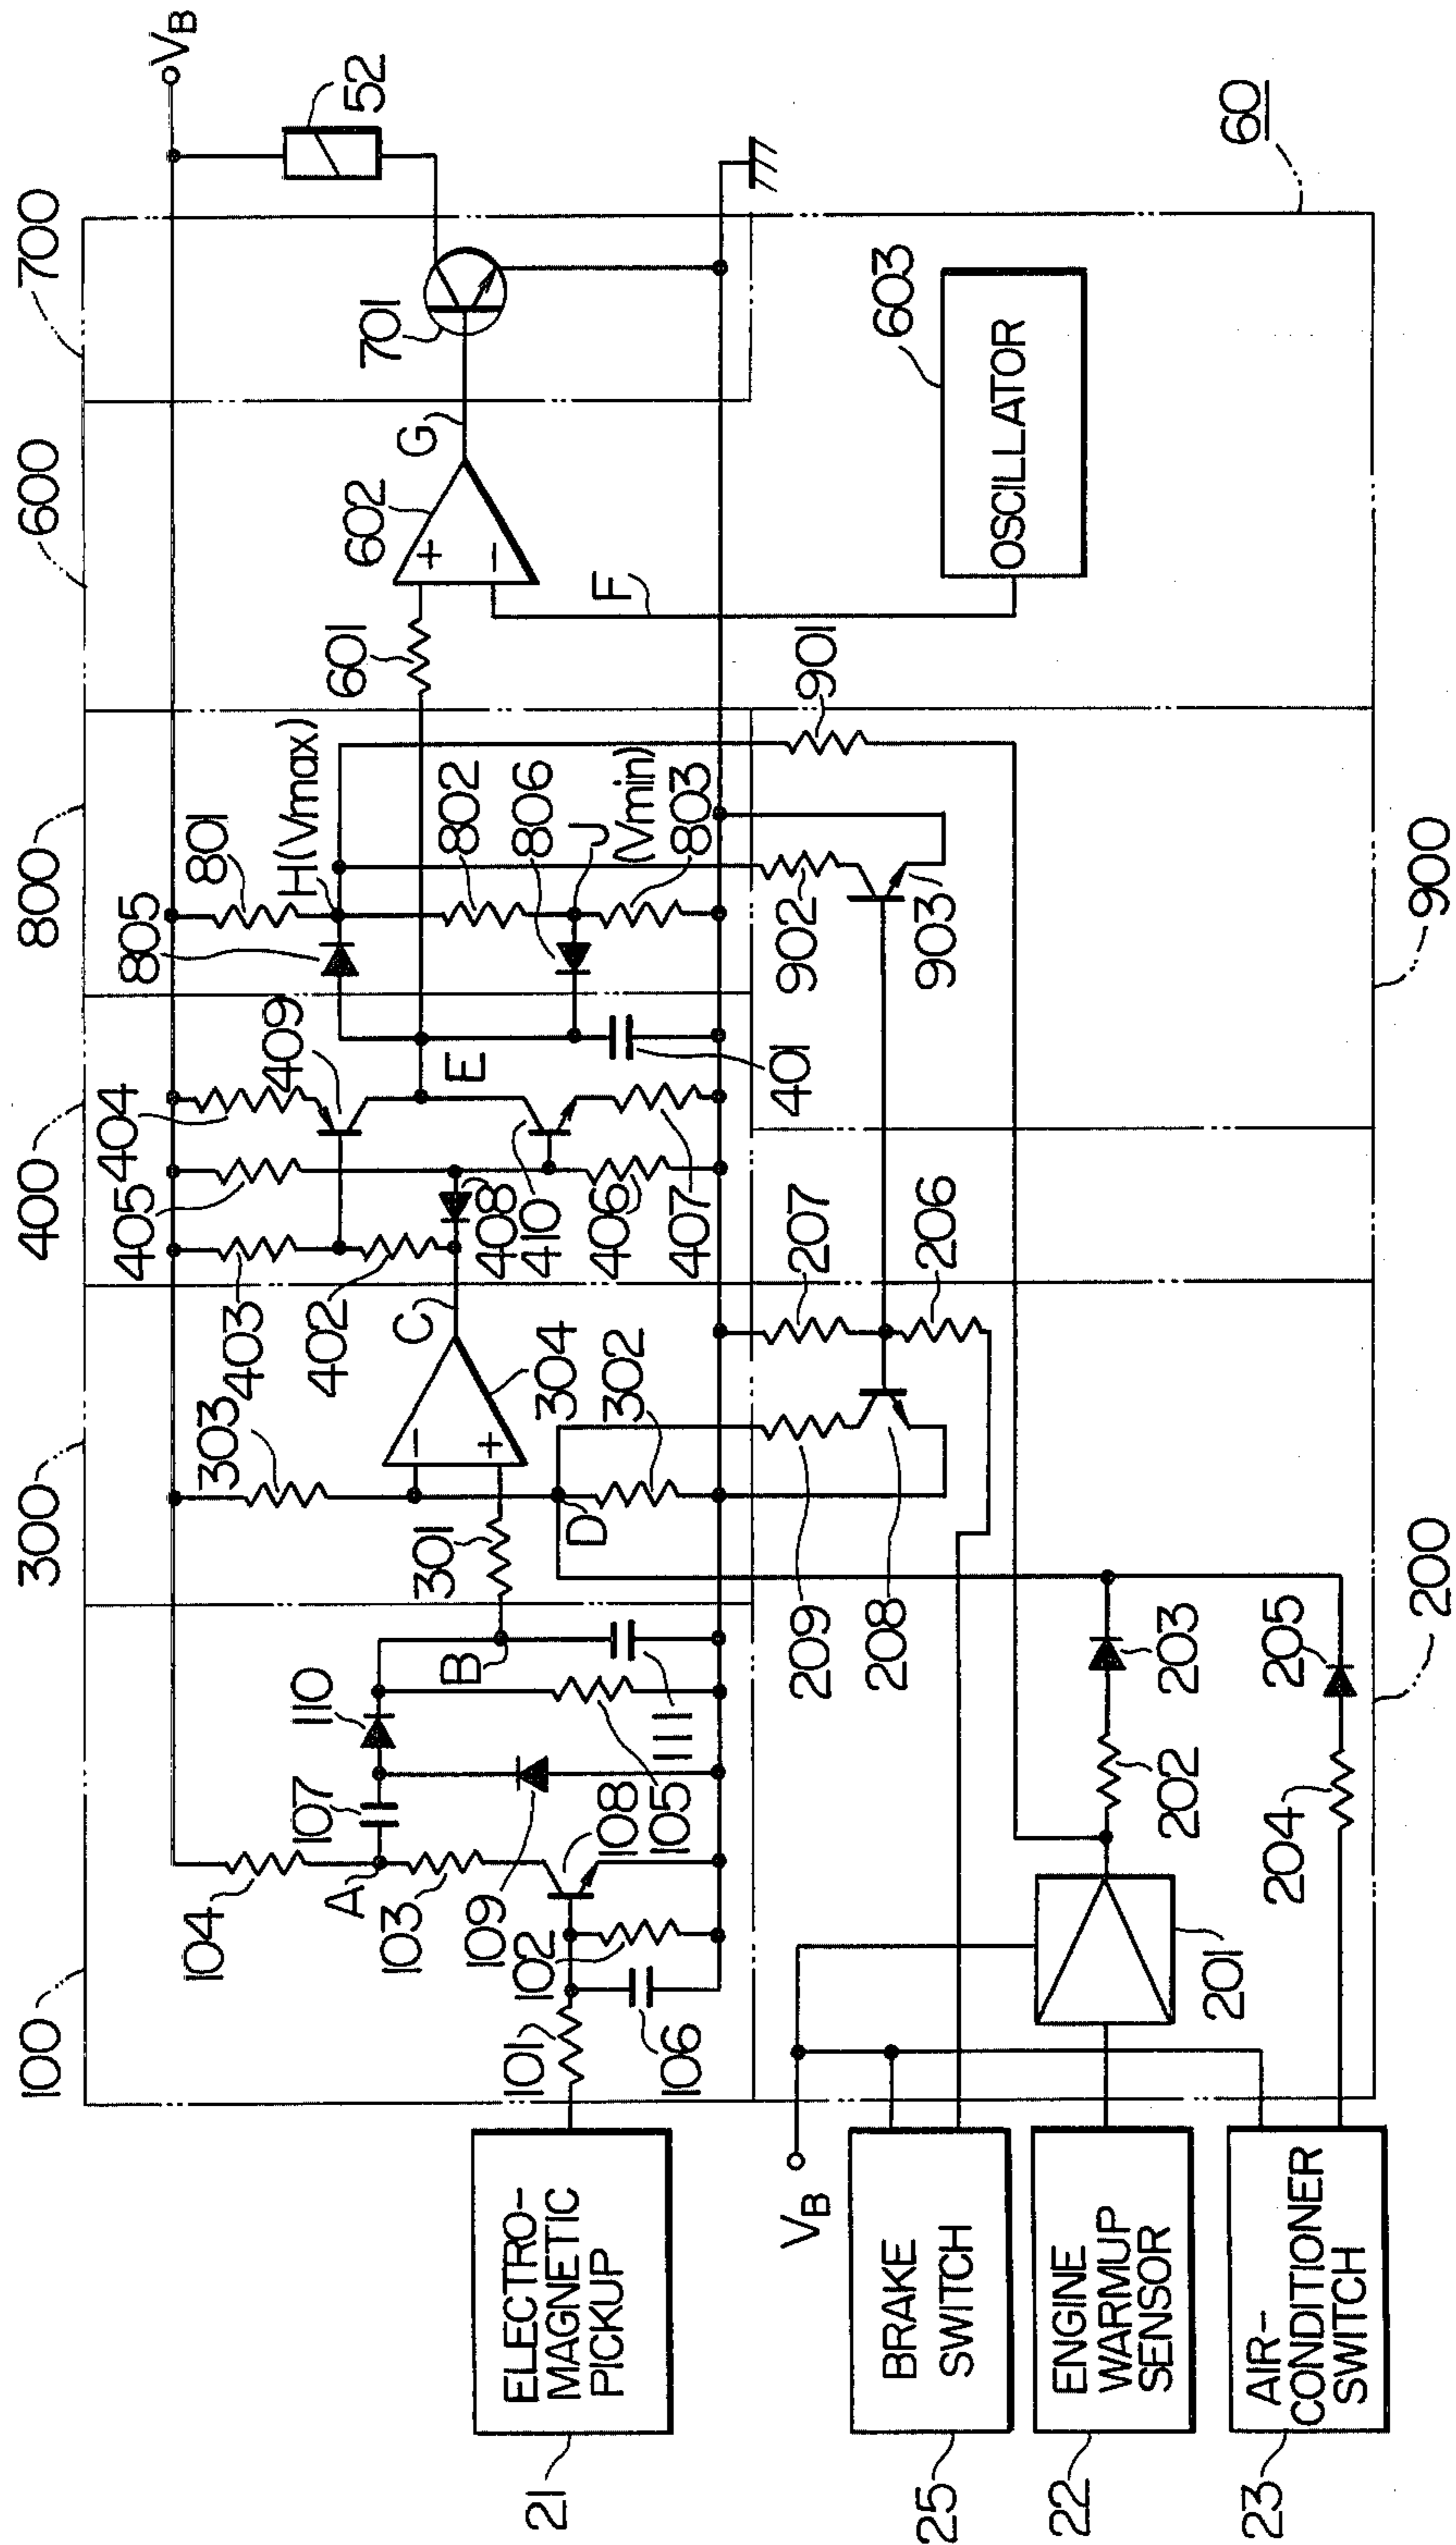 100
300
400
800
600
700
VB
104
A
103
107
110
B
301
303
403
405
404
409
402
C
304
D
302
E
408
410
406
407
401
805
801
H(Vmax)
802
806
J
(Vmin)
803
601
602
+
−
G
F
701
52
101
106
102
109
108
105
111
−
+
ELECTRO-
MAGNETIC
PICKUP
21
VB
BRAKE
SWITCH
25
ENGINE
WARMUP
SENSOR
22
AIR-
CONDITIONER
SWITCH
23
209
208
207
206
902
903
901
201
202
203
204
205
200
900
OSCILLATOR
603
60